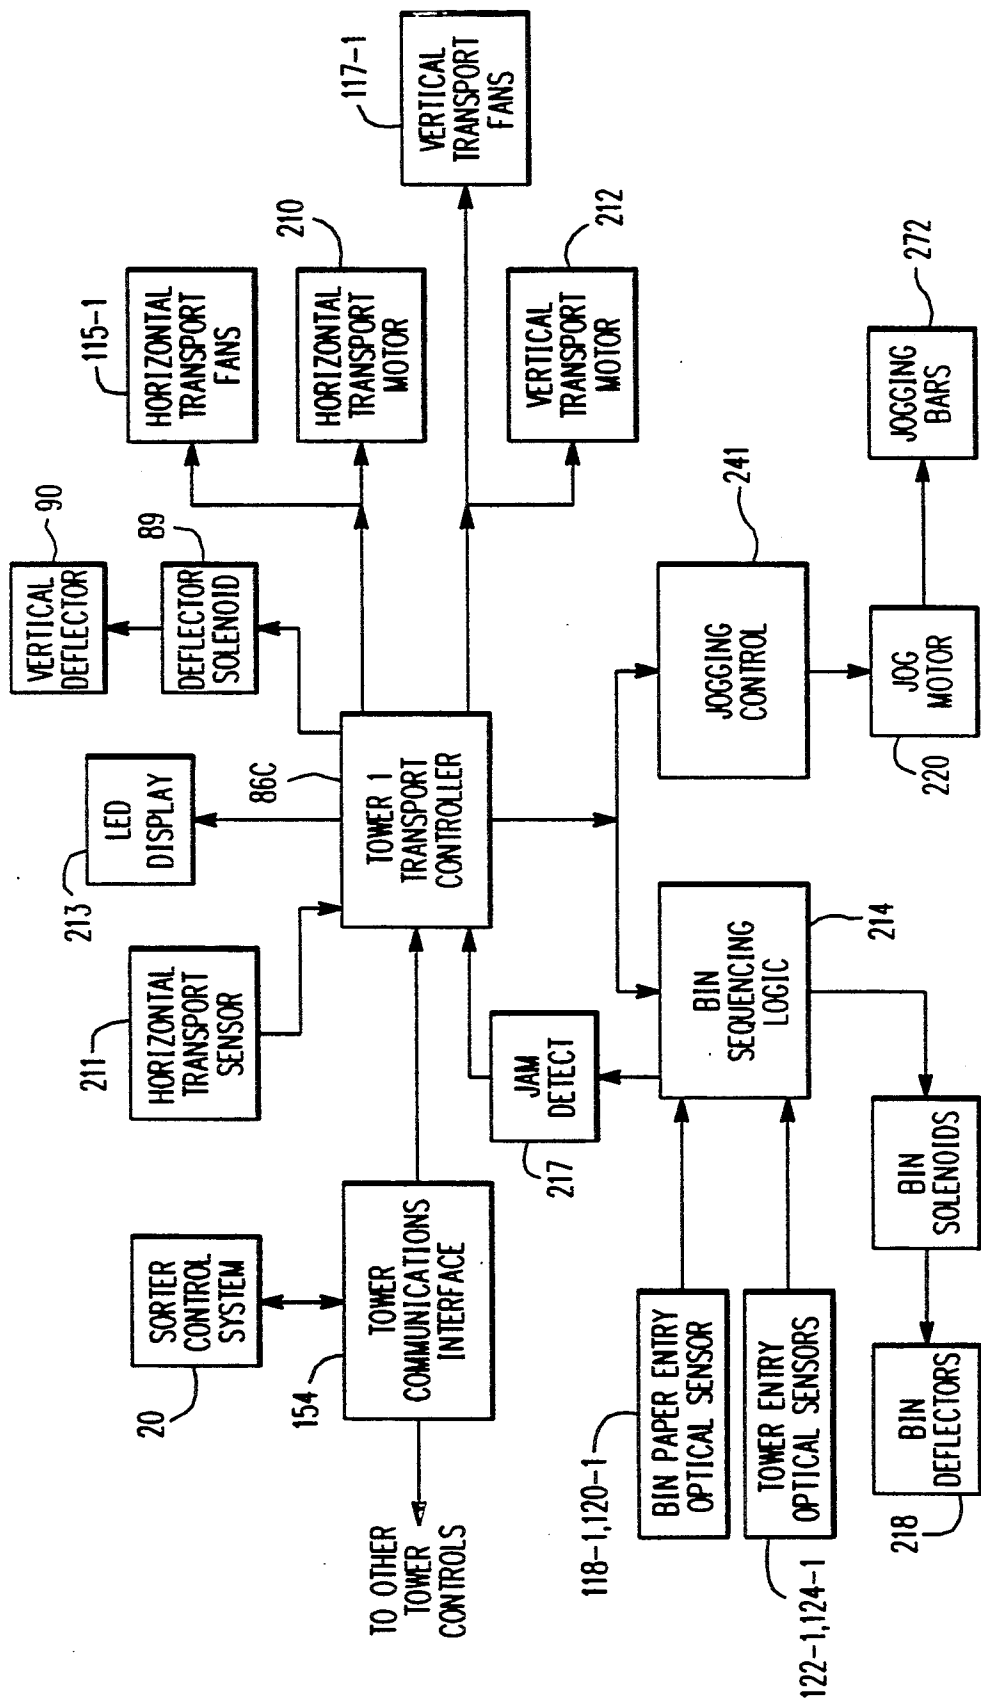 20
SORTER
CONTROL
SYSTEM
211
HORIZONTAL
TRANSPORT
SENSOR
213
LED
DISPLAY
VERTICAL
DEFLECTOR
90
DEFLECTOR
SOLENOID
89
HORIZONTAL
TRANSPORT
FANS
115-1
HORIZONTAL
TRANSPORT
MOTOR
210
VERTICAL
TRANSPORT
FANS
117-1
VERTICAL
TRANSPORT
MOTOR
212
TO OTHER
TOWER
CONTROLS
154
TOWER
COMMUNICATIONS
INTERFACE
86C
TOWER 1
TRANSPORT
CONTROLLER
217
JAM
DETECT
118-1,120-1
BIN PAPER ENTRY
OPTICAL SENSOR
122-1,124-1
TOWER ENTRY
OPTICAL SENSORS
BIN
SEQUENCING
LOGIC
214
JOGGING
CONTROL
241
218
BIN
DEFLECTORS
BIN
SOLENOIDS
220
JOG
MOTOR
JOGGING
BARS
272